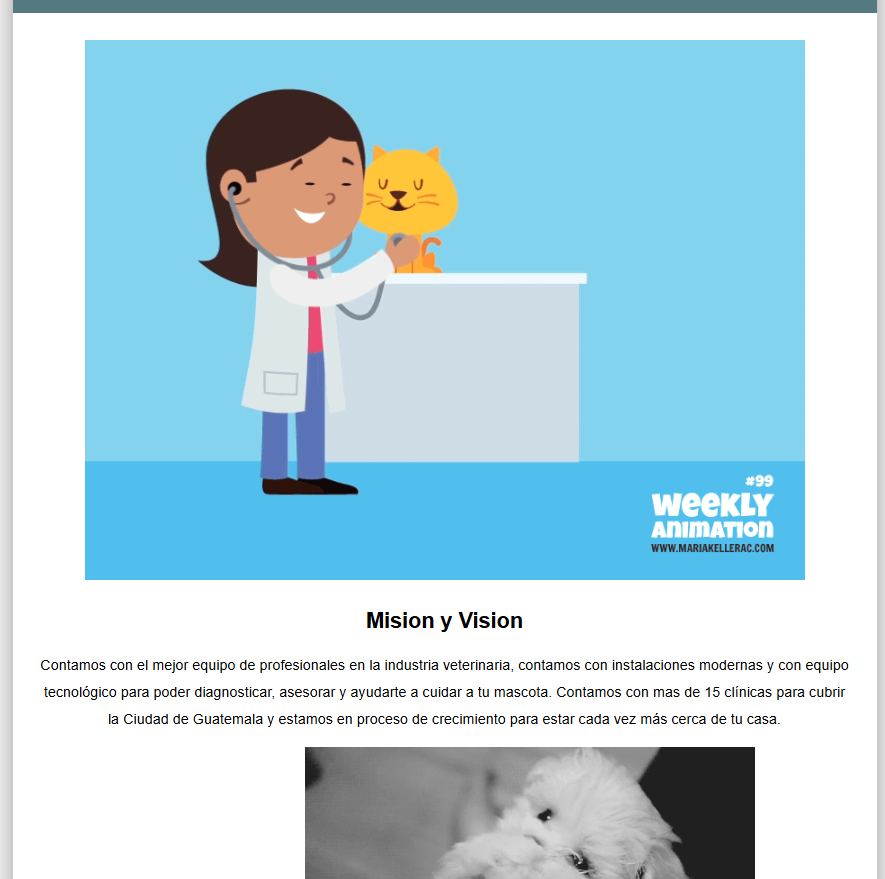 #99
WEEKLY
ANIMATION
WWW.MARIAKELLERAC.COM
Mision y Vision
Contamos con el mejor equipo de profesionales en la industria veterinaria, contamos con instalaciones modernas y con equipo
tecnológico para poder diagnosticar, asesorar y ayudarte a cuidar a tu mascota. Contamos con mas de 15 clínicas para cubrir
la Ciudad de Guatemala y estamos en proceso de crecimiento para estar cada vez más cerca de tu casa.